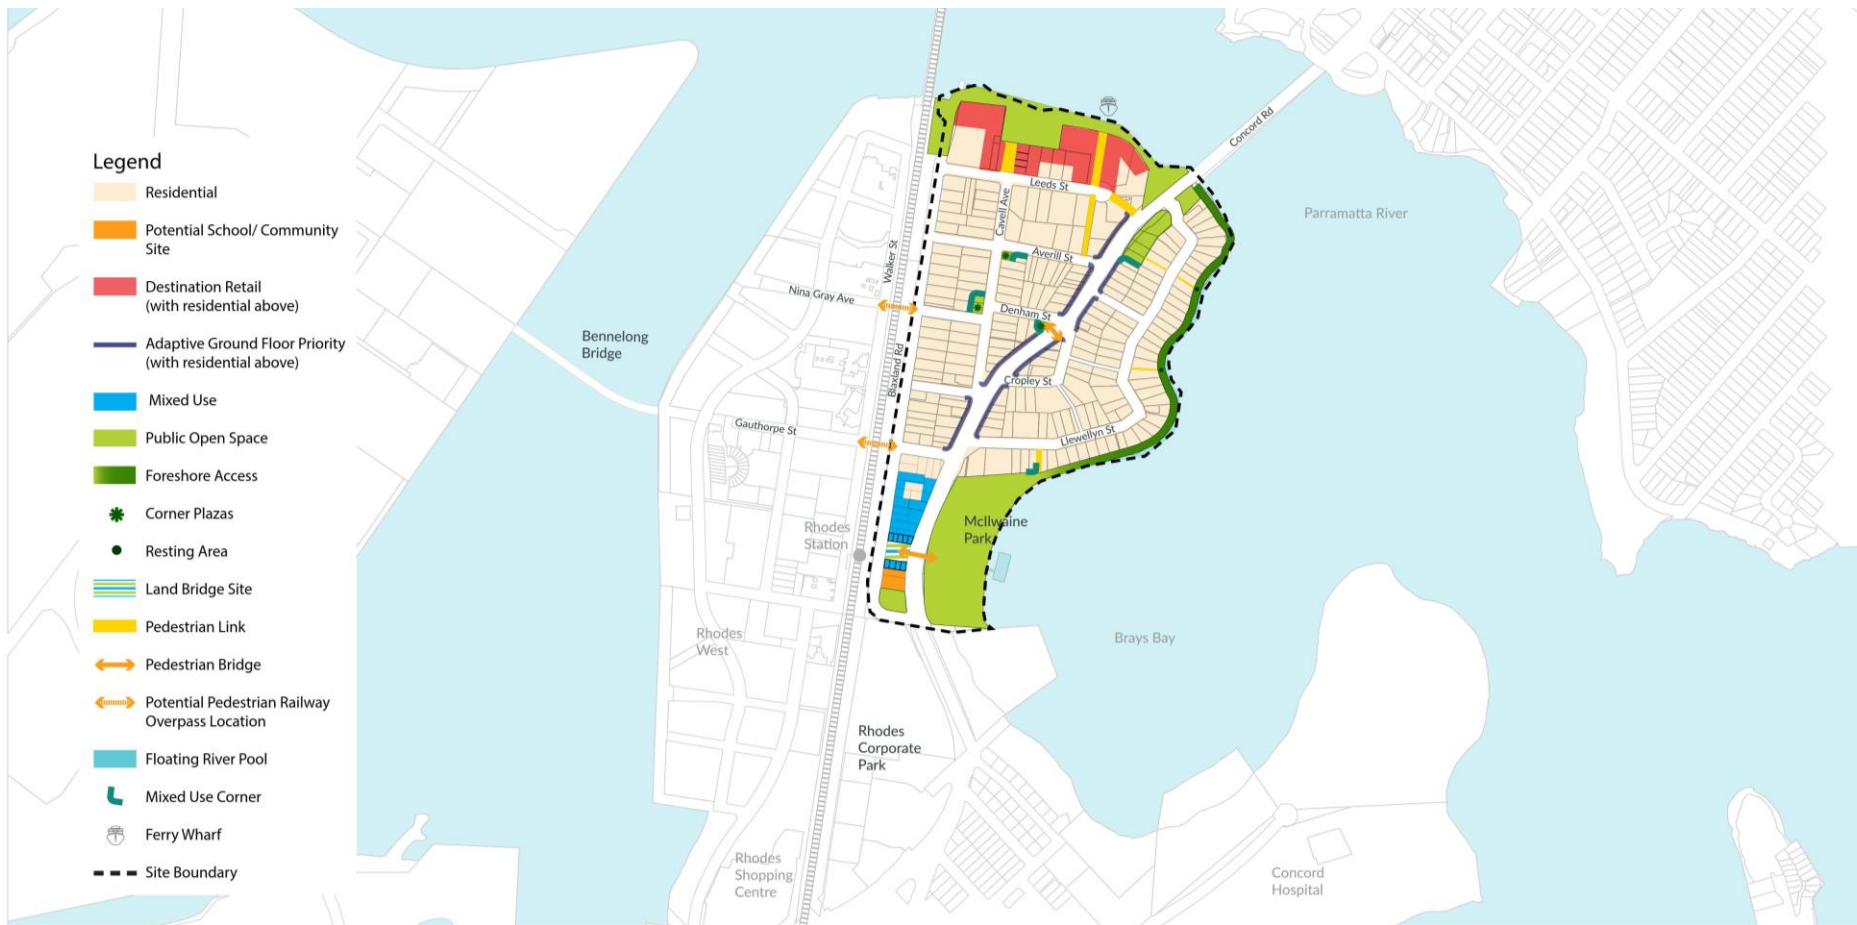 Legend
Residential
Potential School/ Community
Site
Destination Retail
(with residential above)
Adaptive Ground Floor Priority
(with residential above)
Mixed Use
Public Open Space
Foreshore Access
Corner Plazas
Resting Area
Land Bridge Site
Pedestrian Link
Pedestrian Bridge
Potential Pedestrian Railway
Overpass Location
Floating River Pool
Mixed Use Corner
Ferry Wharf
Site Boundary
Concord Rd
Leeds St
Cavell Ave
Parramatta River
Averill St
Walker St
Nina Gray Ave
Denham St
Bennelong
Bridge
Blaxland Rd
Cropley St
Gauthorpe St
Llewellyn St
McIlwaine
Park
Rhodes
Station
Rhodes
West
Brays Bay
Rhodes
Corporate
Park
Rhodes
Shopping
Centre
Concord
Hospital